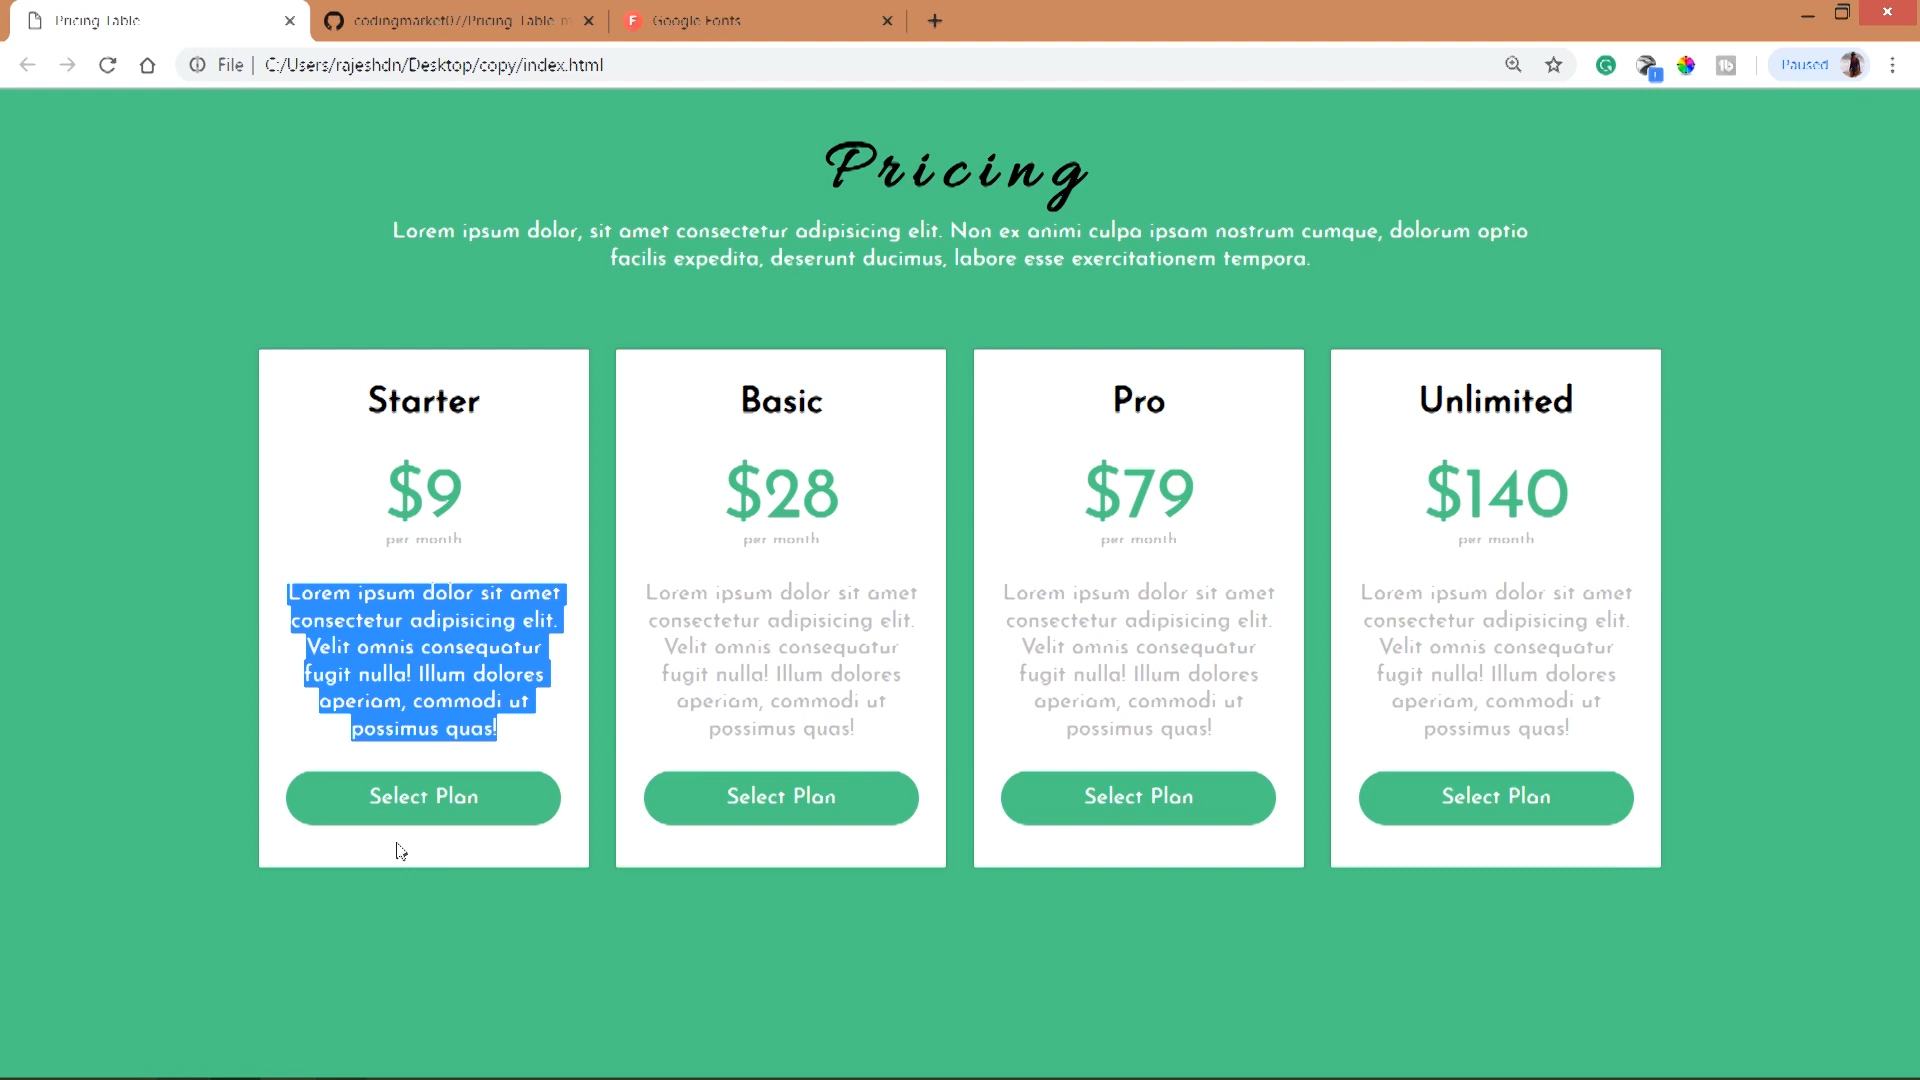 Pricing Table
codingmarket07/Pricing-Table-m
Google Fonts
File
C:/Users/rajeshdn/Desktop/copy/index.html
Paused
Pricing
Lorem ipsum dolor, sit amet consectetur adipisicing elit. Non ex animi culpa ipsam nostrum cumque, dolorum optio
facilis expedita, deserunt ducimus, labore esse exercitationem tempora.
Starter
$9
per month
Lorem ipsum dolor sit amet
consectetur adipisicing elit.
Velit omnis consequatur
fugit nulla! Illum dolores
aperiam, commodi ut
possimus quas!
Select Plan
Basic
$28
per month
Lorem ipsum dolor sit amet
consectetur adipisicing elit.
Velit omnis consequatur
fugit nulla! Illum dolores
aperiam, commodi ut
possimus quas!
Select Plan
Pro
$79
per month
Lorem ipsum dolor sit amet
consectetur adipisicing elit.
Velit omnis consequatur
fugit nulla! Illum dolores
aperiam, commodi ut
possimus quas!
Select Plan
Unlimited
$140
per month
Lorem ipsum dolor sit amet
consectetur adipisicing elit.
Velit omnis consequatur
fugit nulla! Illum dolores
aperiam, commodi ut
possimus quas!
Select Plan